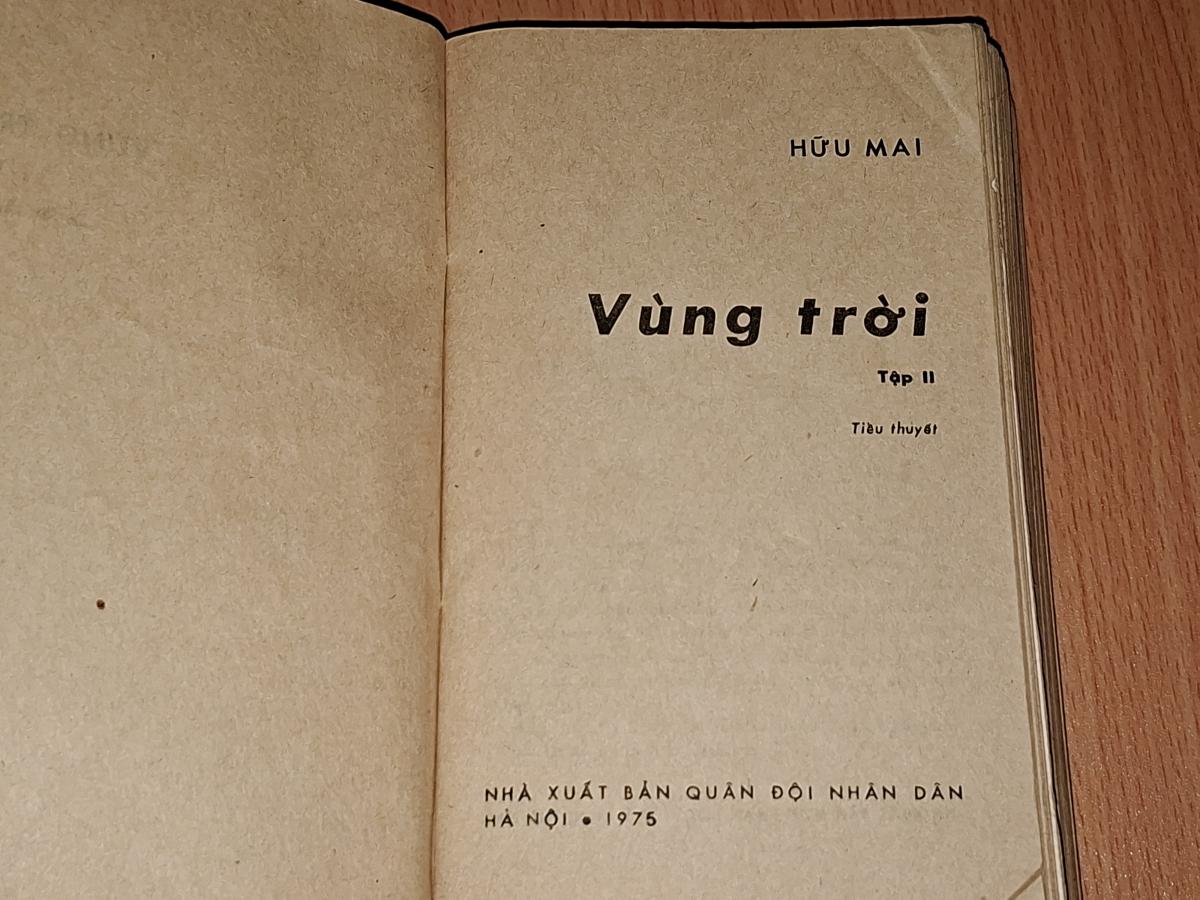 HỮU MAI
Vùng trời
Tập II
Tiểu thuyết
NHÀ XUẤT BẢN QUÂN ĐỘI NHÂN DÂN
HÀ NỘI • 1975